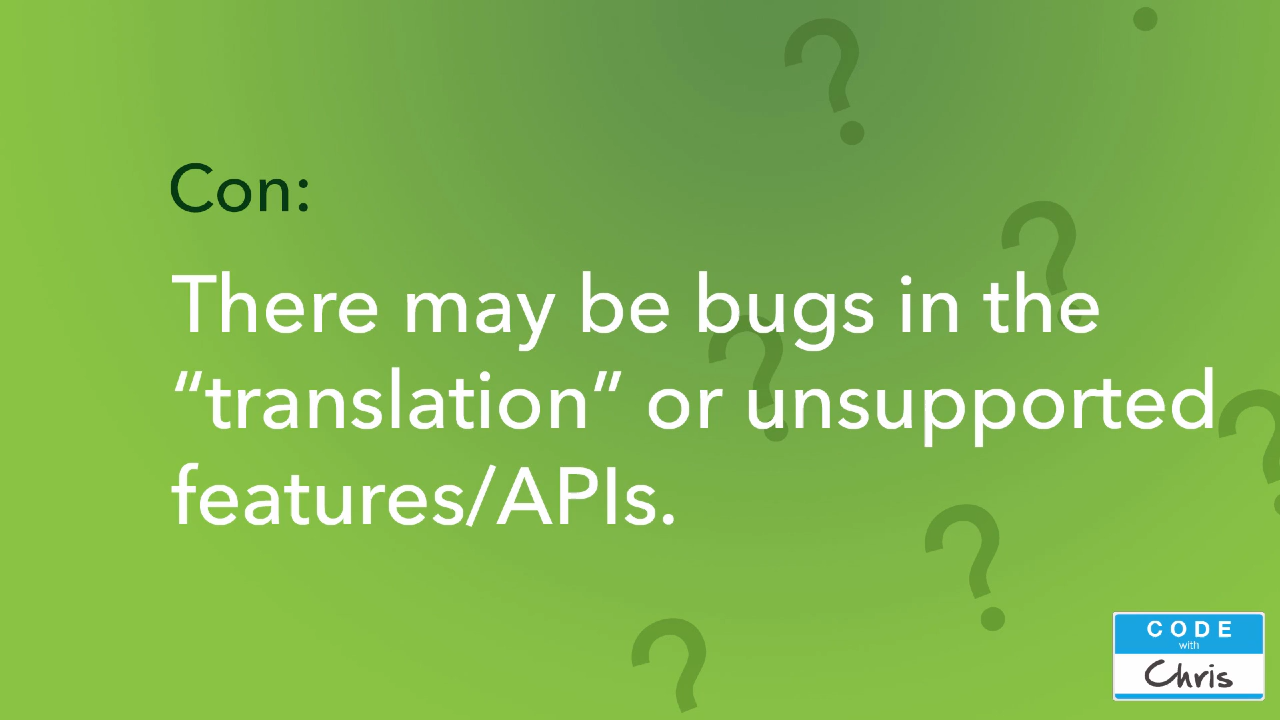 Con:
There may be bugs in the
“translation” or unsupported
features/APIs.
CODE
with
Chris